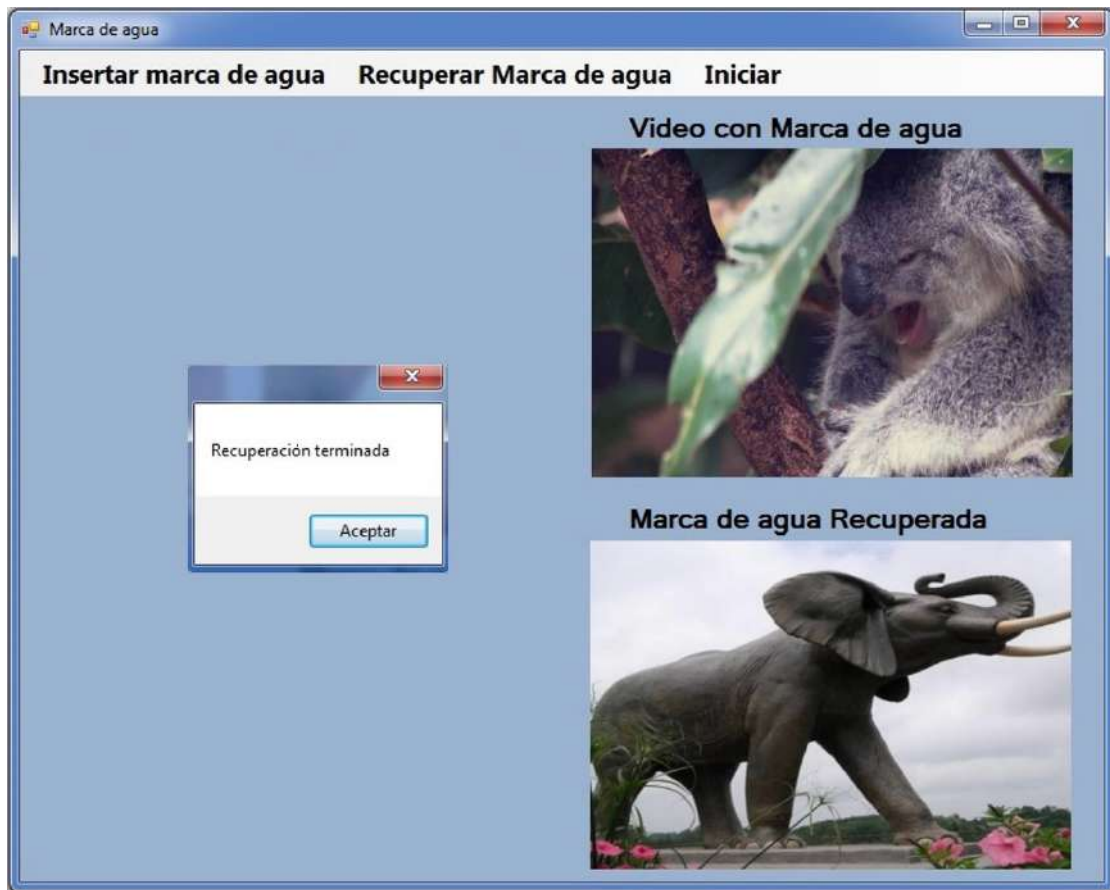 Marca de agua
Insertar marca de agua Recuperar Marca de agua Iniciar
Video con Marca de agua
Recuperación terminada
Aceptar
Marca de agua Recuperada